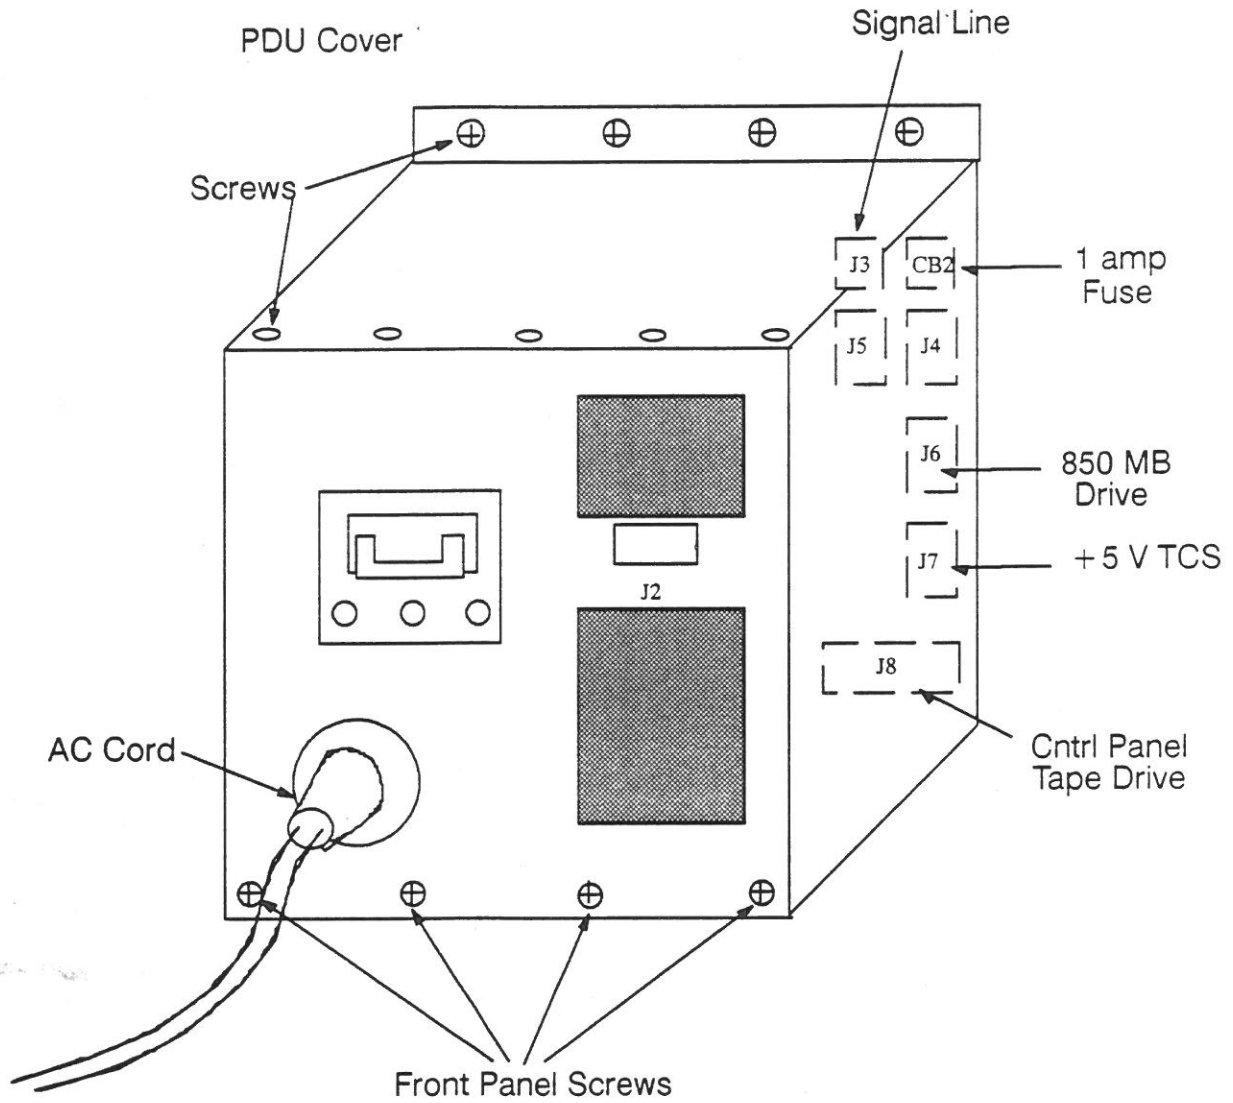 PDU Cover
Signal Line
Screws
J3
CB2
1 amp
Fuse
J5
J4
J6
850 MB
Drive
J7
+5 V TCS
J2
J8
Cntrl Panel
Tape Drive
AC Cord
Front Panel Screws